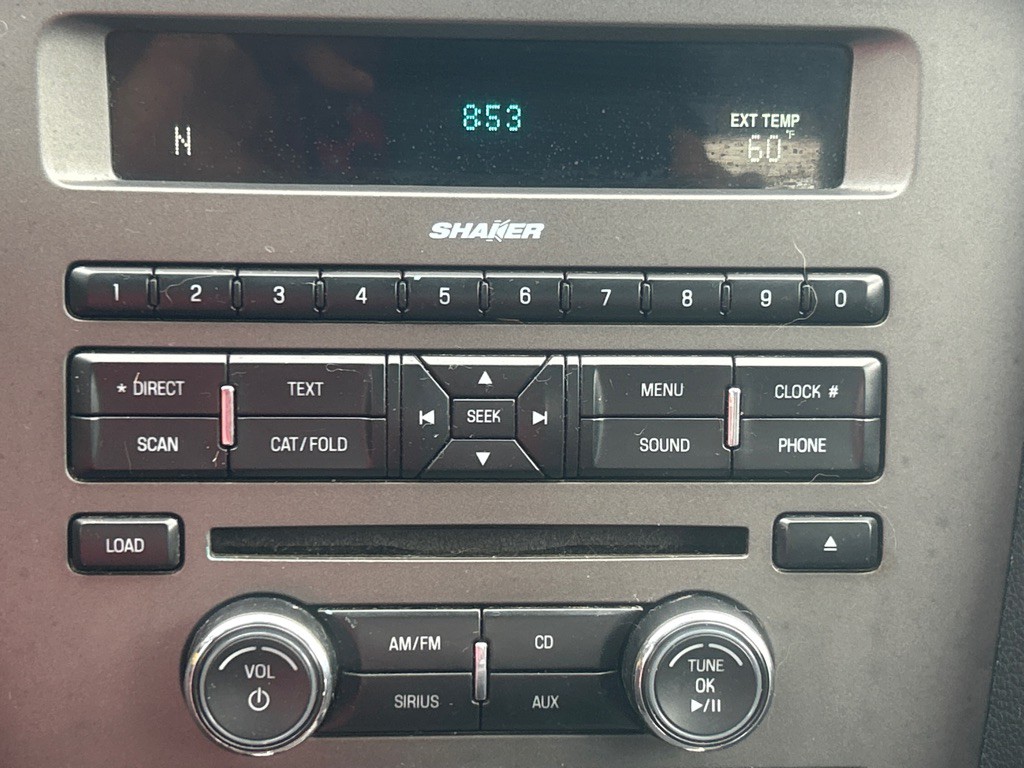 8:53
N
EXT TEMP
60°F
SHAKER
1 2 3 4 5 6 7 8 9 0
* DIRECT TEXT MENU CLOCK #
SEEK
SCAN CAT/FOLD SOUND PHONE
LOAD
AM/FM CD
VOL
TUNE
OK
SIRIUS AUX